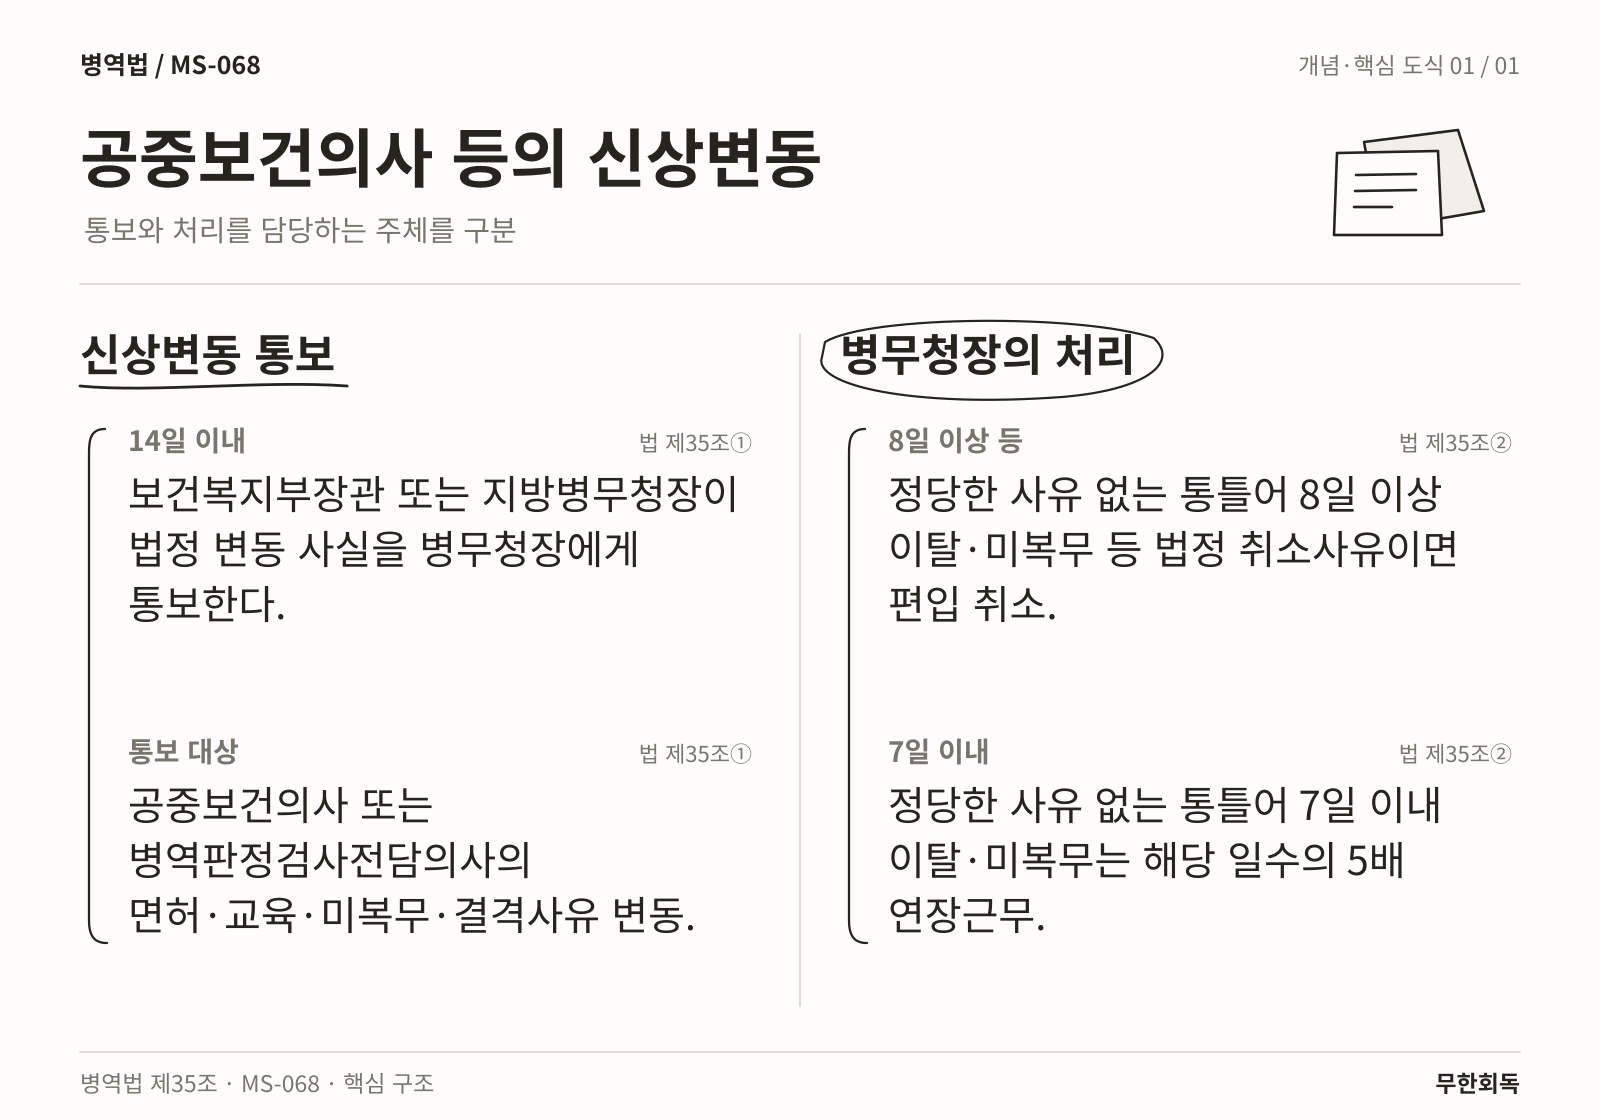 병역법 / MS-068
개념·핵심 도식 01 / 01
공중보건의사 등의 신상변동
통보와 처리를 담당하는 주체를 구분
신상변동 통보
14일 이내
법 제35조①
보건복지부장관 또는 지방병무청장이
법정 변동 사실을 병무청장에게
통보한다.
통보 대상
법 제35조①
공중보건의사 또는
병역판정검사전담의사의
면허·교육·미복무·결격사유 변동.
병무청장의 처리
8일 이상 등
법 제35조②
정당한 사유 없는 통틀어 8일 이상
이탈·미복무 등 법정 취소사유이면
편입 취소.
7일 이내
법 제35조②
정당한 사유 없는 통틀어 7일 이내
이탈·미복무는 해당 일수의 5배
연장근무.
병역법 제35조 · MS-068 · 핵심 구조
무한회독